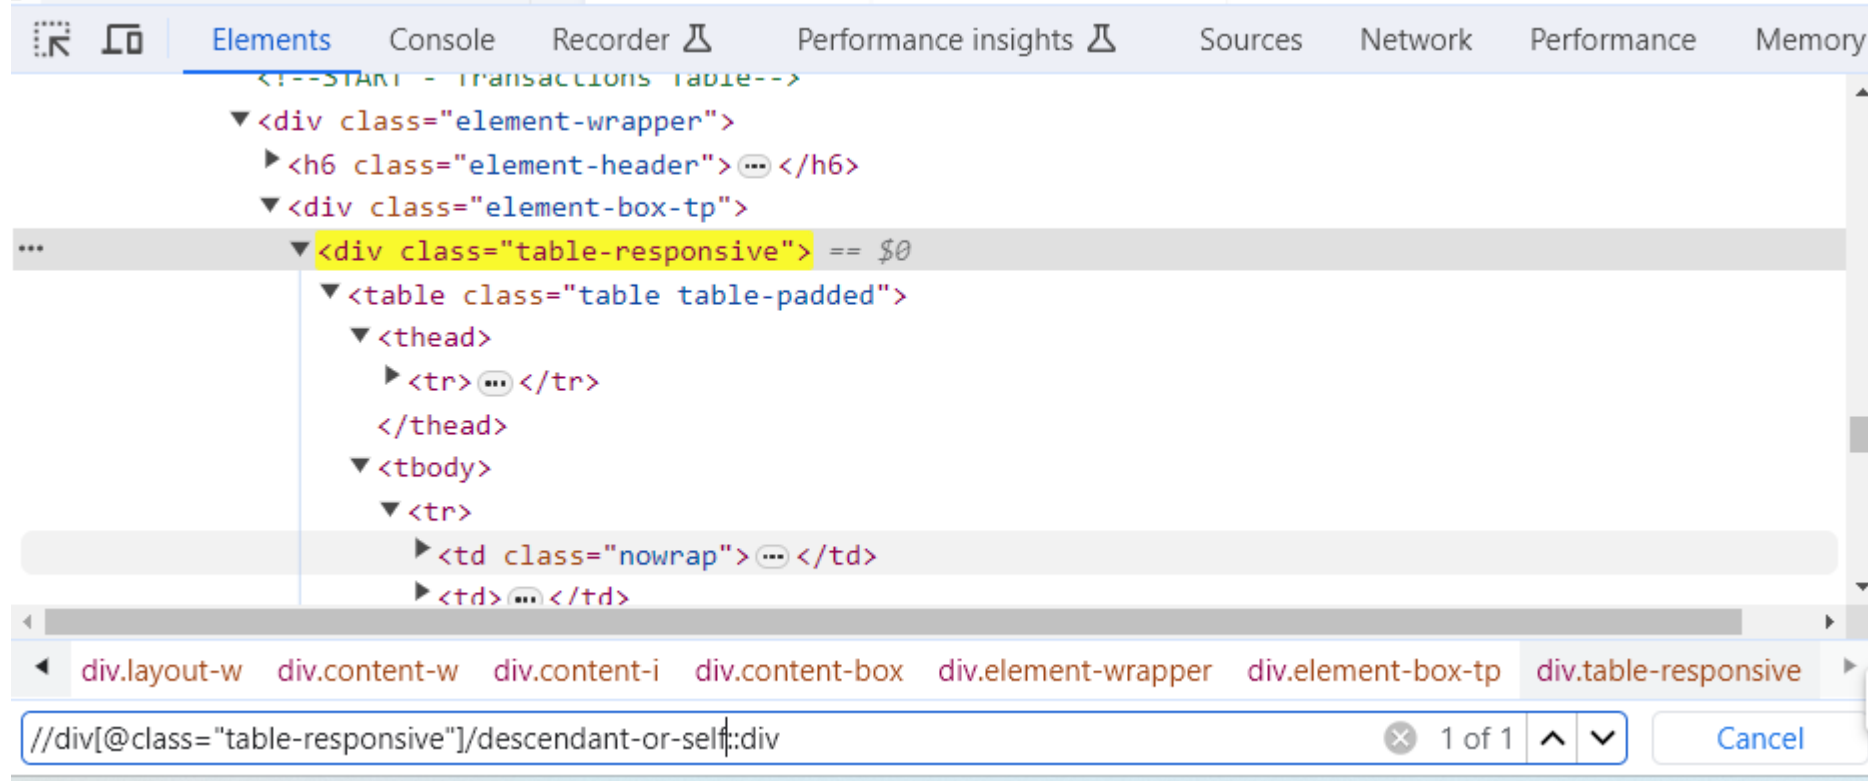 Elements Console Recorder Performance insights Sources Network Performance Memory
<!--START - Transactions Table-->
<div class="element-wrapper">
<h6 class="element-header">…</h6>
<div class="element-box-tp">
… <div class="table-responsive"> == $0
<table class="table table-padded">
<thead>
<tr>…</tr>
</thead>
<tbody>
<tr>
<td class="nowrap">…</td>
<td>…</td>
div.layout-w div.content-w div.content-i div.content-box div.element-wrapper div.element-box-tp div.table-responsive
//div[@class="table-responsive"]/descendant-or-self::div 1 of 1 Cancel